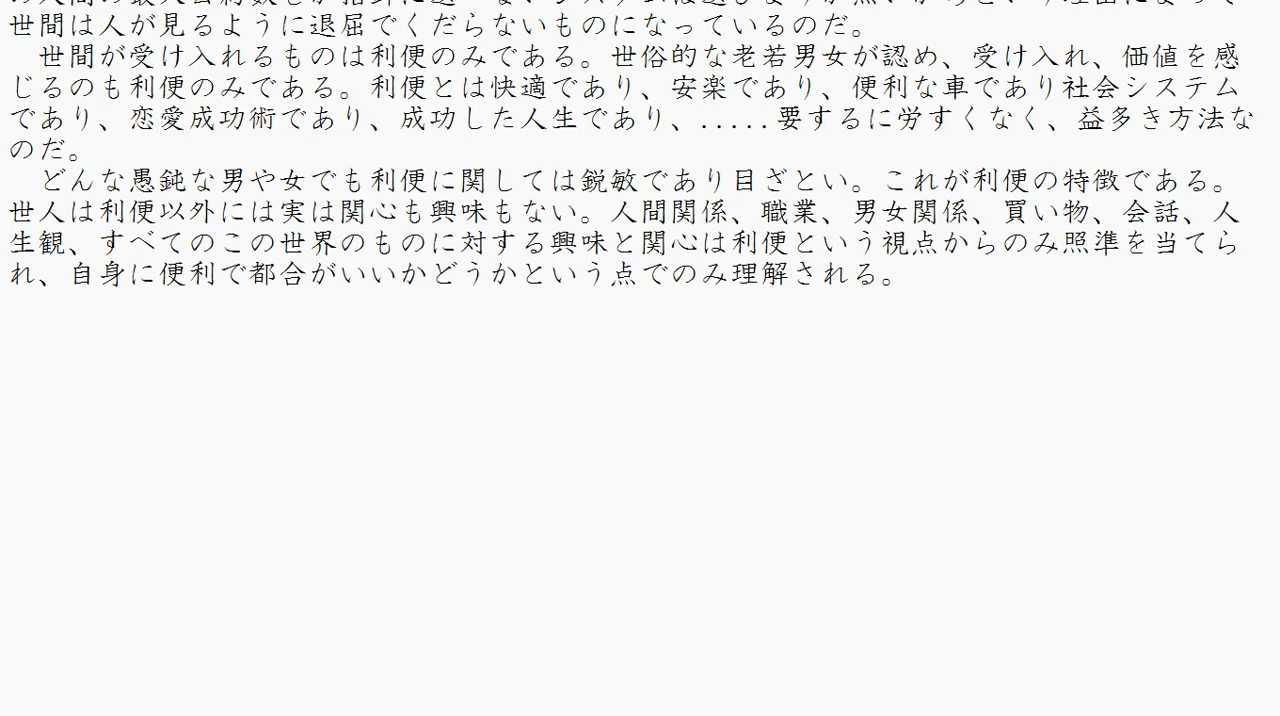 世間は人が見るように退屈でくだらないものになっているのだ。
　世間が受け入れるものは利便のみである。世俗的な老若男女が認め、受け入れ、価値を感
じるのも利便のみである。利便とは快適であり、安楽であり、便利な車であり社会システム
であり、恋愛成功術であり、成功した人生であり、.....要するに労すくなく、益多き方法な
のだ。
　どんな愚鈍な男や女でも利便に関しては鋭敏であり目ざとい。これが利便の特徴である。
世人は利便以外には実は関心も興味もない。人間関係、職業、男女関係、買い物、会話、人
生観、すべてのこの世界のものに対する興味と関心は利便という視点からのみ照準を当てら
れ、自身に便利で都合がいいかどうかという点でのみ理解される。